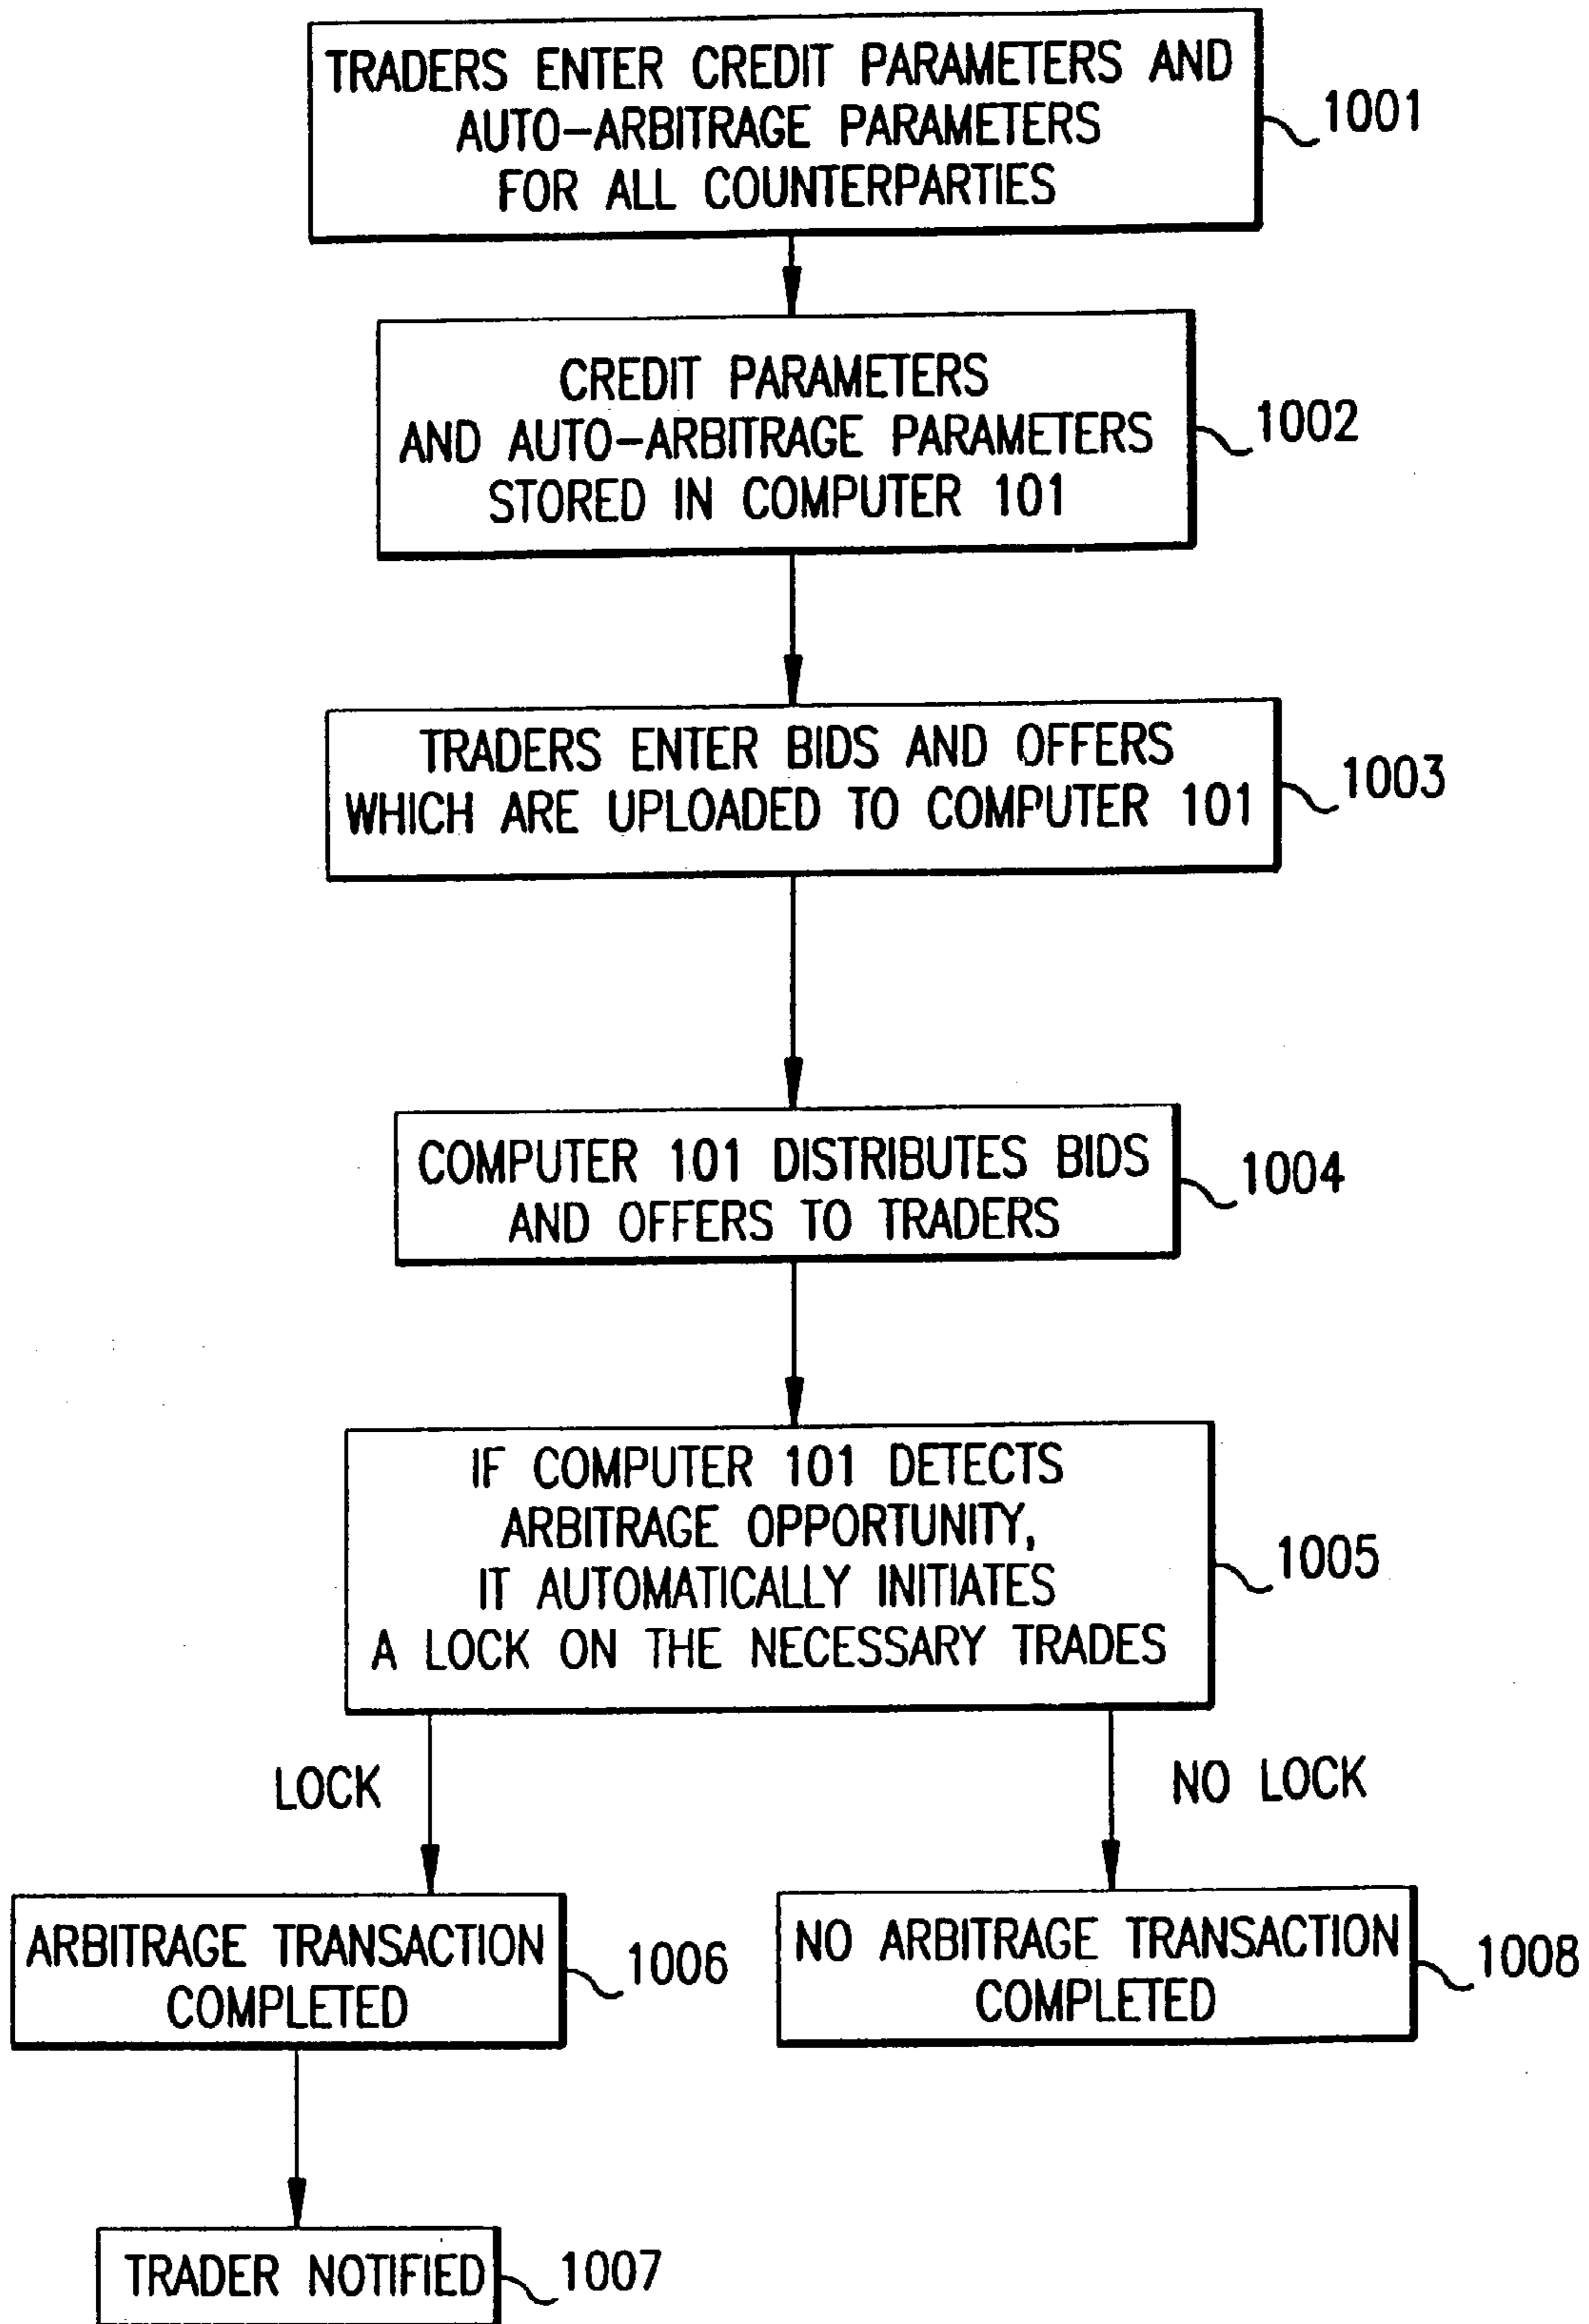 TRADERS ENTER CREDIT PARAMETERS AND
AUTO-ARBITRAGE PARAMETERS
FOR ALL COUNTERPARTIES
1001
CREDIT PARAMETERS
AND AUTO-ARBITRAGE PARAMETERS
STORED IN COMPUTER 101
1002
TRADERS ENTER BIDS AND OFFERS
WHICH ARE UPLOADED TO COMPUTER 101
1003
COMPUTER 101 DISTRIBUTES BIDS
AND OFFERS TO TRADERS
1004
IF COMPUTER 101 DETECTS
ARBITRAGE OPPORTUNITY,
IT AUTOMATICALLY INITIATES
A LOCK ON THE NECESSARY TRADES
1005
LOCK
NO LOCK
ARBITRAGE TRANSACTION
COMPLETED
1006
NO ARBITRAGE TRANSACTION
COMPLETED
1008
TRADER NOTIFIED
1007